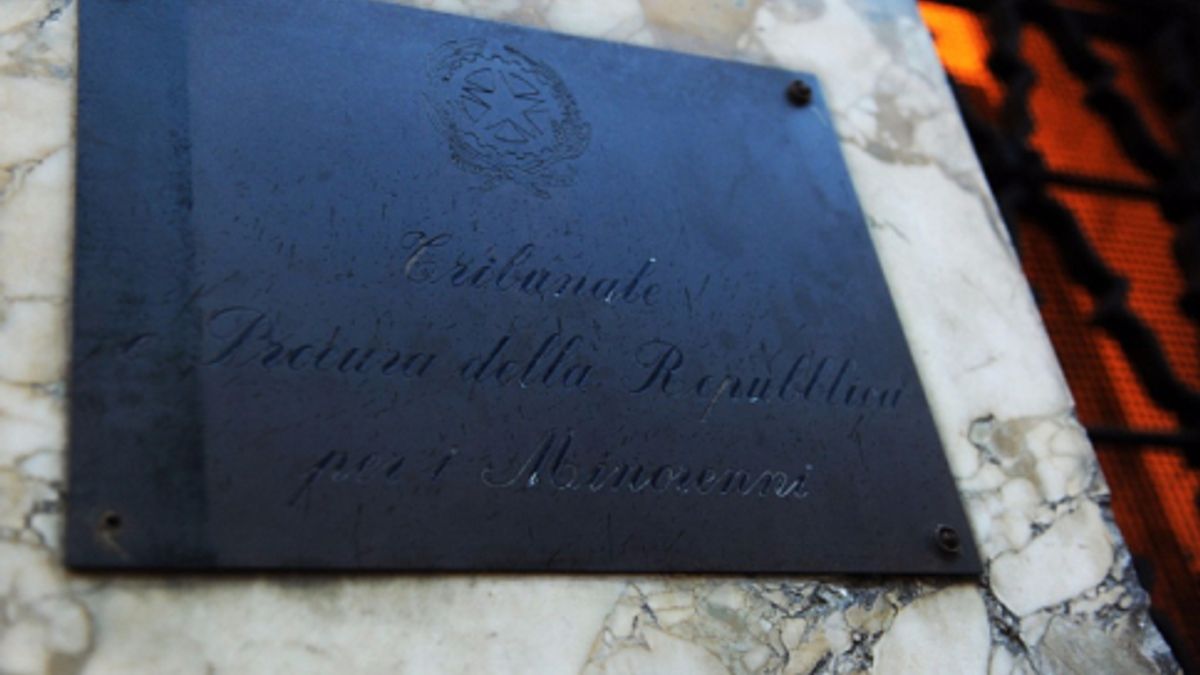 Tribunale
e Procura della Repubblica
per i Minorenni